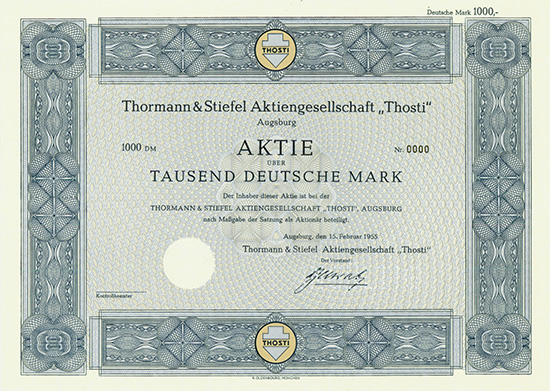 Deutsche Mark 1000,-
THOSTI
Thormann & Stiefel Aktiengesellschaft „Thosti"
Augsburg
AKTIE
1000 DM
Nr. 0000
ÜBER
TAUSEND DEUTSCHE MARK
Der Inhaber dieser Aktie ist bei der
THORMANN & STIEFEL AKTIENGESELLSCHAFT „THOSTI", AUGSBURG
nach Maßgabe der Satzung als Aktionär beteiligt.
Augsburg, den 15. Februar 1955
Thormann & Stiefel Aktiengesellschaft „Thosti"
Der Vorstand:
Kontrollbeamter
THOSTI
R. OLDENBOURG, MÜNCHEN